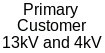 Primary
Customer
13kV and 4kV